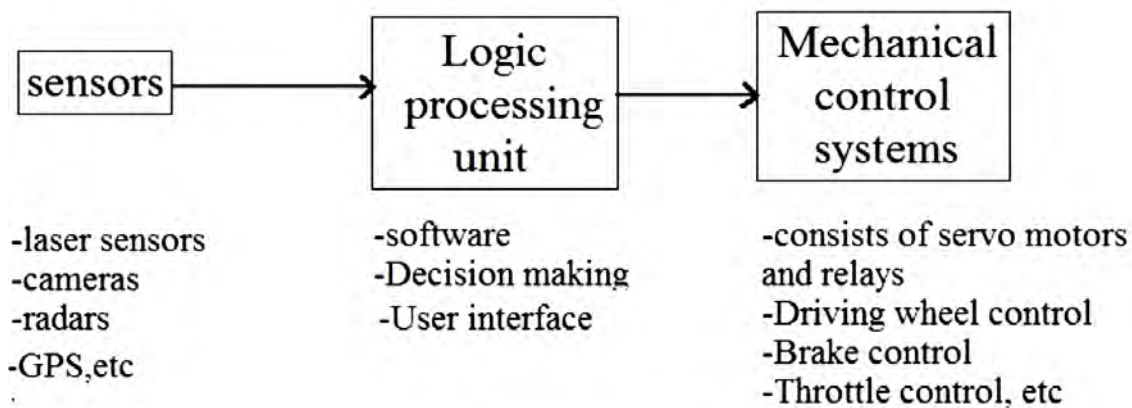 sensors
Logic
processing
unit
Mechanical
control
systems
-laser sensors
-cameras
-radars
-GPS,etc
-software
-Decision making
-User interface
-consists of servo motors
and relays
-Driving wheel control
-Brake control
-Throttle control, etc